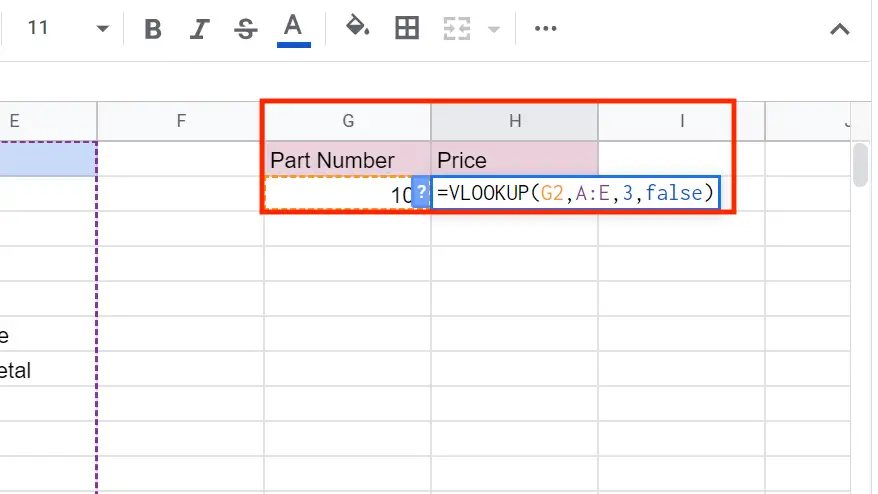 11 B I S A
E F G H I
Part Number Price
10 ? =VLOOKUP(G2,A:E,3,false)
e
etal